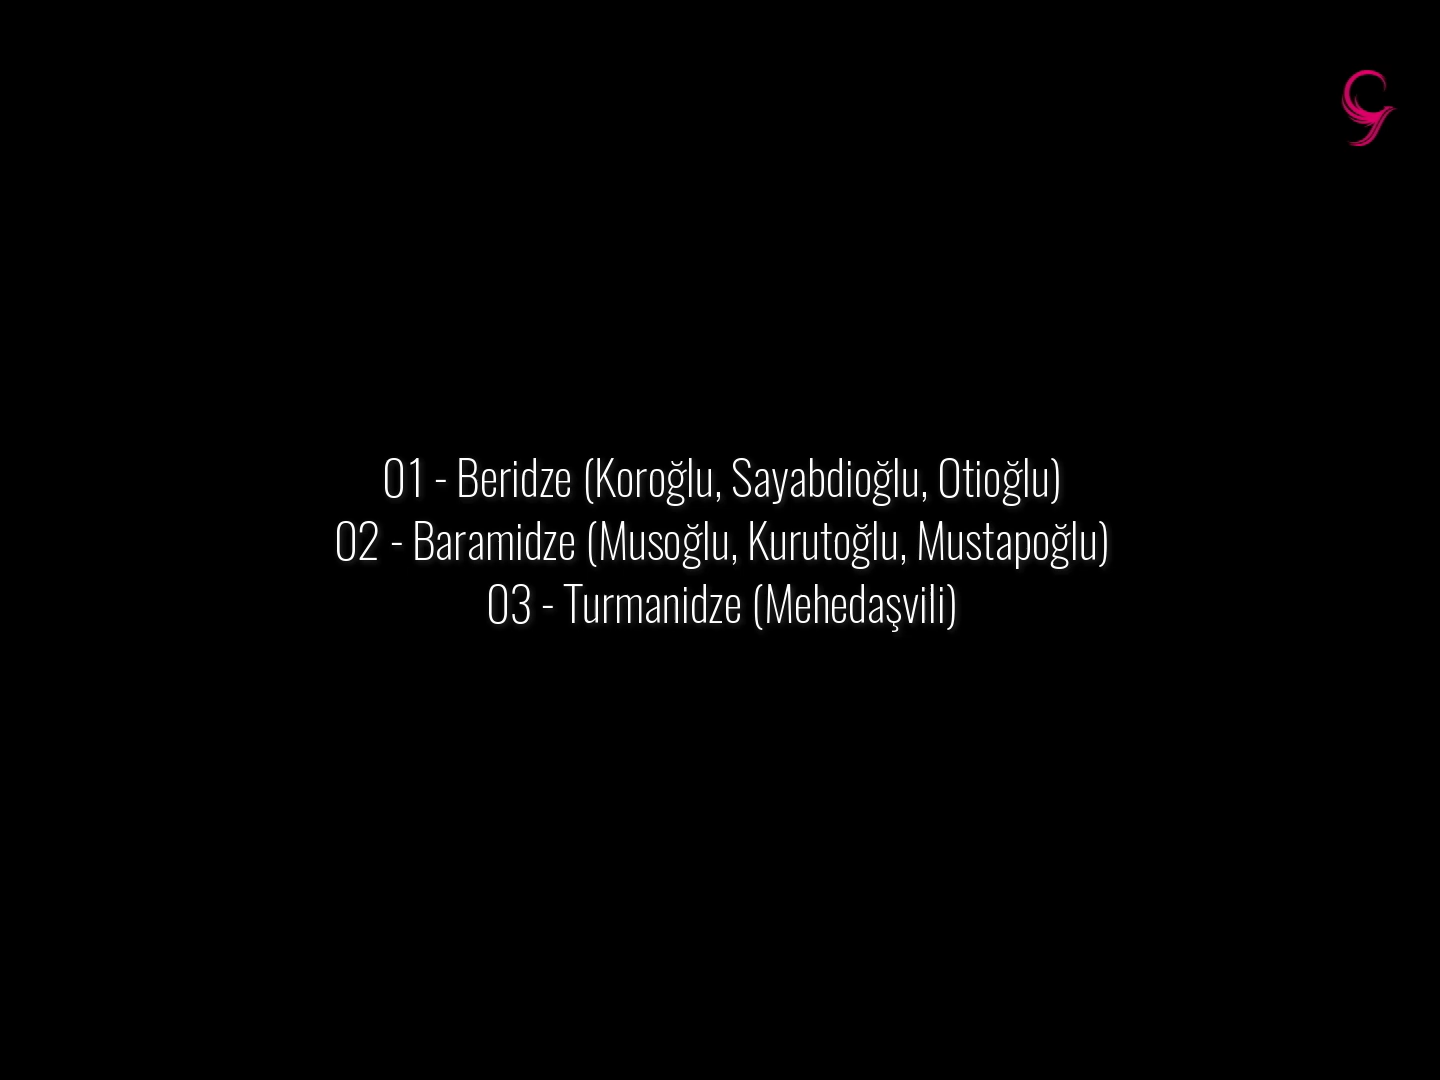 01 - Beridze (Koroğlu, Sayabdioğlu, Otioğlu)
02 - Baramidze (Musoğlu, Kurutoğlu, Mustapoğlu)
03 - Turmanidze (Mehedaşvili)